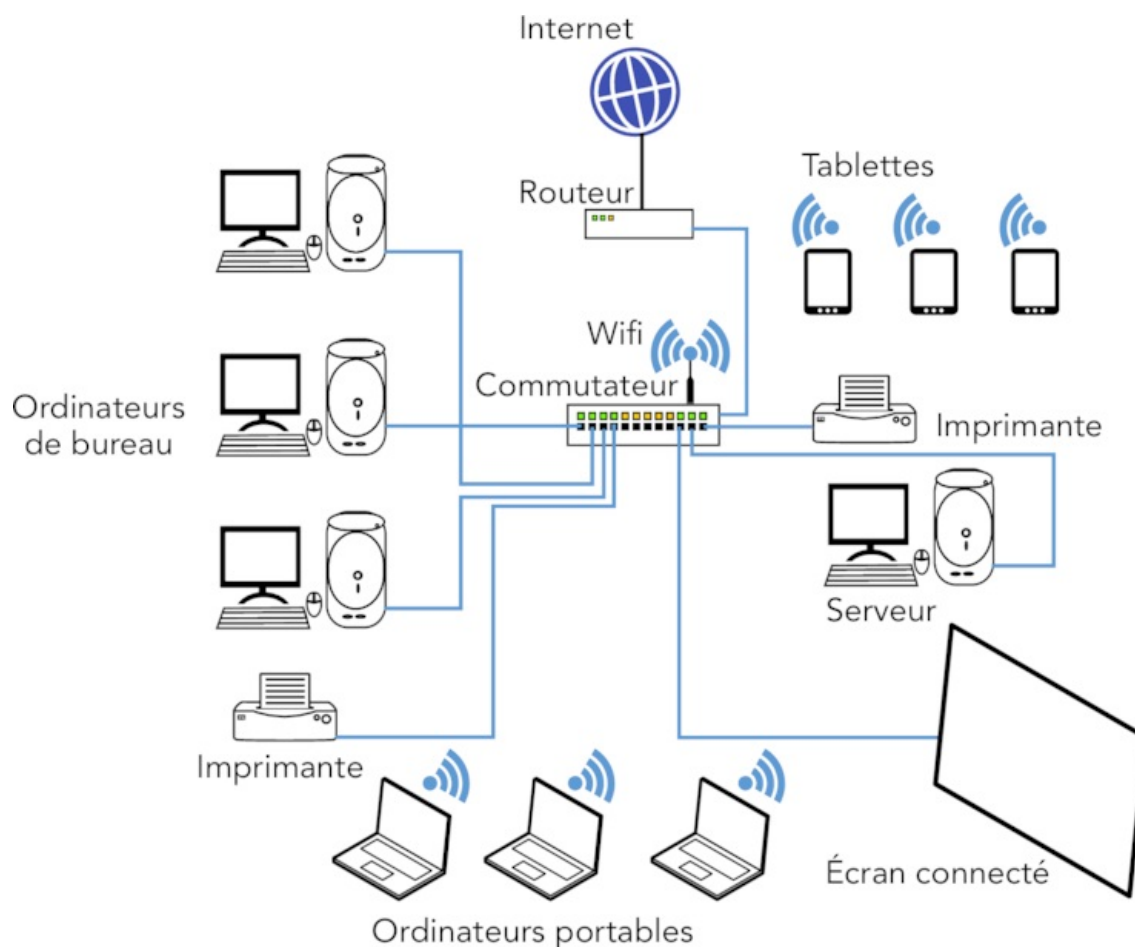 Internet
Routeur
Tablettes
Wifi
Commutateur
Ordinateurs
de bureau
Imprimante
Serveur
Imprimante
Écran connecté
Ordinateurs portables